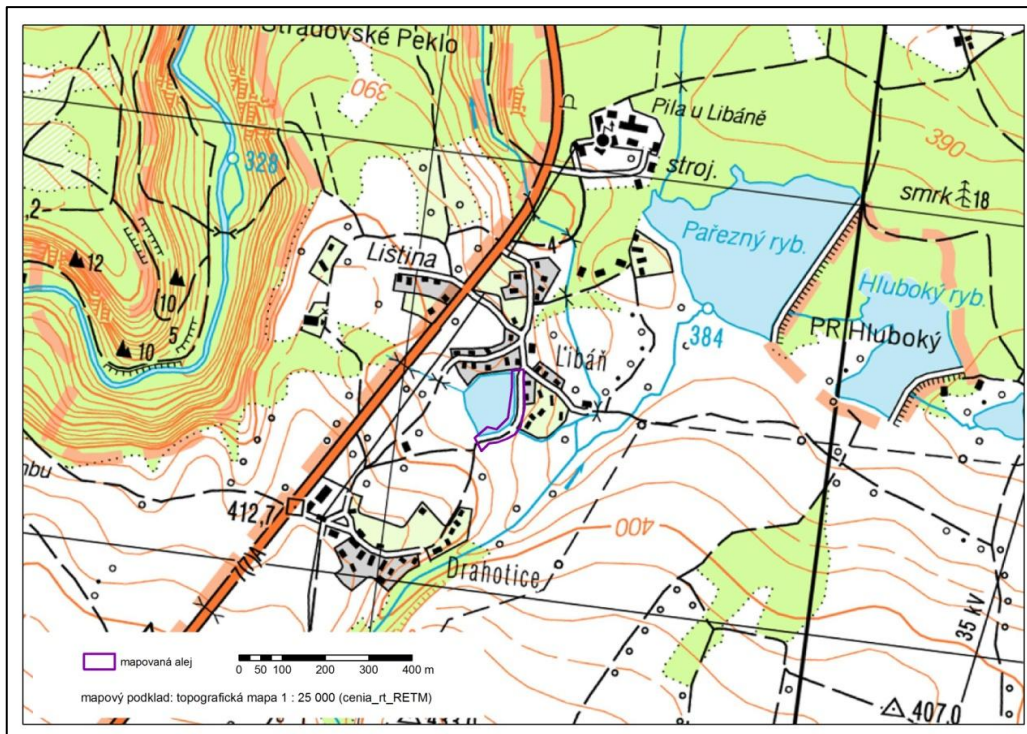 Stradovské Peklo
390
Pila u Libáně
stroj.
390
smrk 18
328
Pařezný ryb.
Hluboký ryb.
PR Hluboký
Liština
4
12
10
5
10
384
Libáň
412,7
400
Drahotice
35 kV
407,0
mapovaná alej
0 50 100 200 300 400 m
mapový podklad: topografická mapa 1 : 25 000 (cenia_rt_RETM)